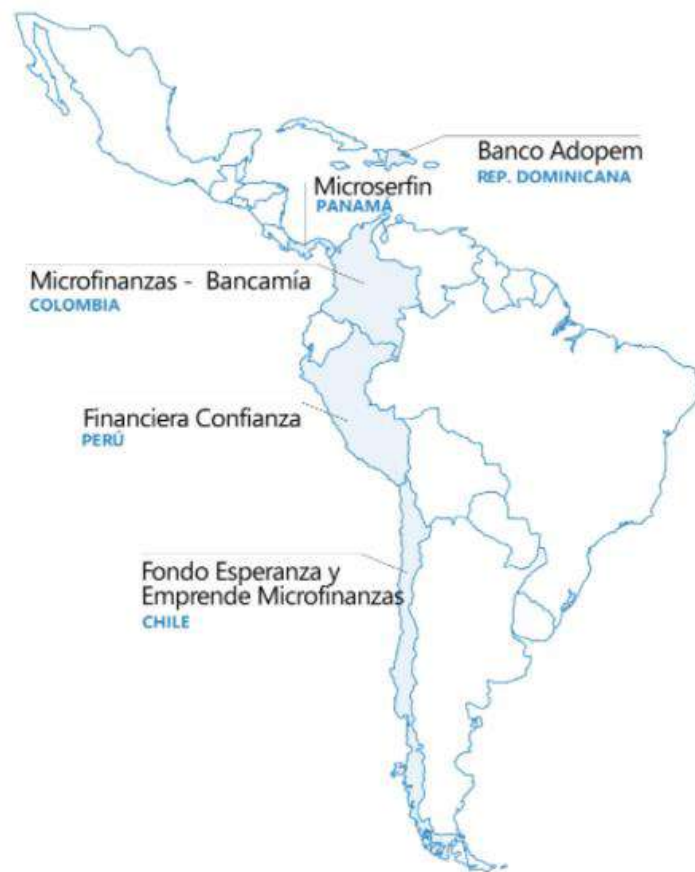 Banco Adopem
REP. DOMINICANA
Microserfin
PANAMÁ
Microfinanzas - Bancamía
COLOMBIA
Financiera Confianza
PERÚ
Fondo Esperanza y
Emprende Microfinanzas
CHILE